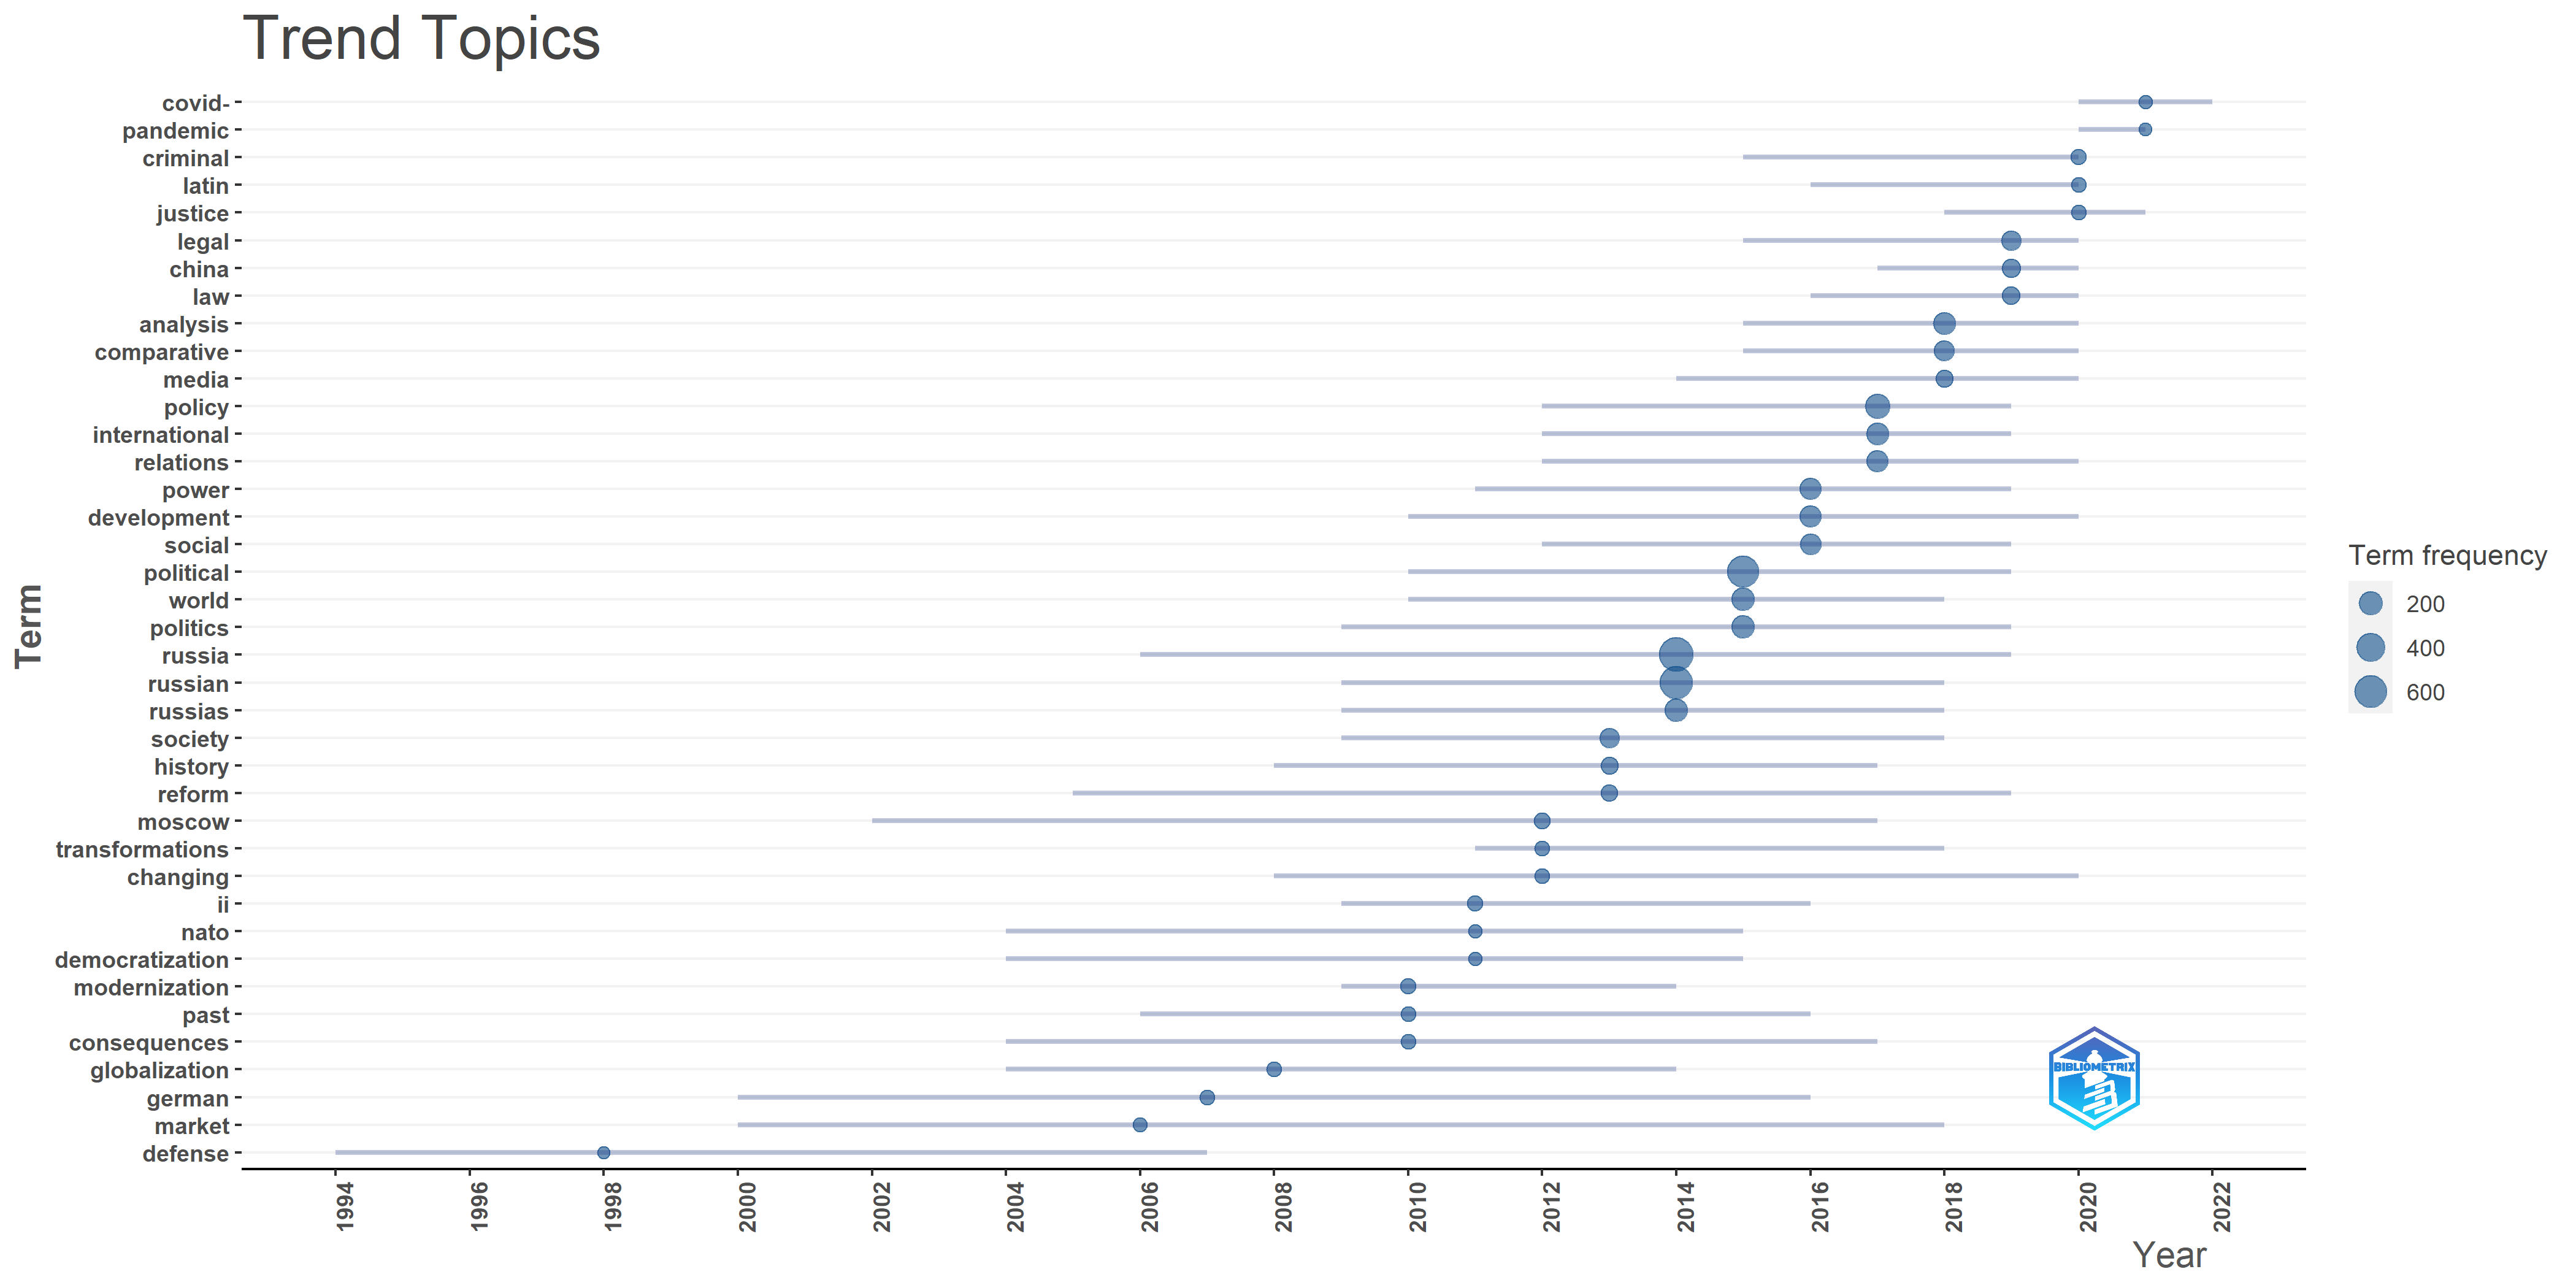 Trend Topics
covid-
pandemic
criminal
latin
justice
legal
china
law
analysis
comparative
media
policy
international
relations
power
development
social
political
world
politics
russia
russian
russias
society
history
reform
moscow
transformations
changing
ii
nato
democratization
modernization
past
consequences
globalization
german
market
defense
Term
1994 1996 1998 2000 2002 2004 2006 2008 2010 2012 2014 2016 2018 2020 2022
Year
Term frequency
200
400
600
BIBLIOMETRIX